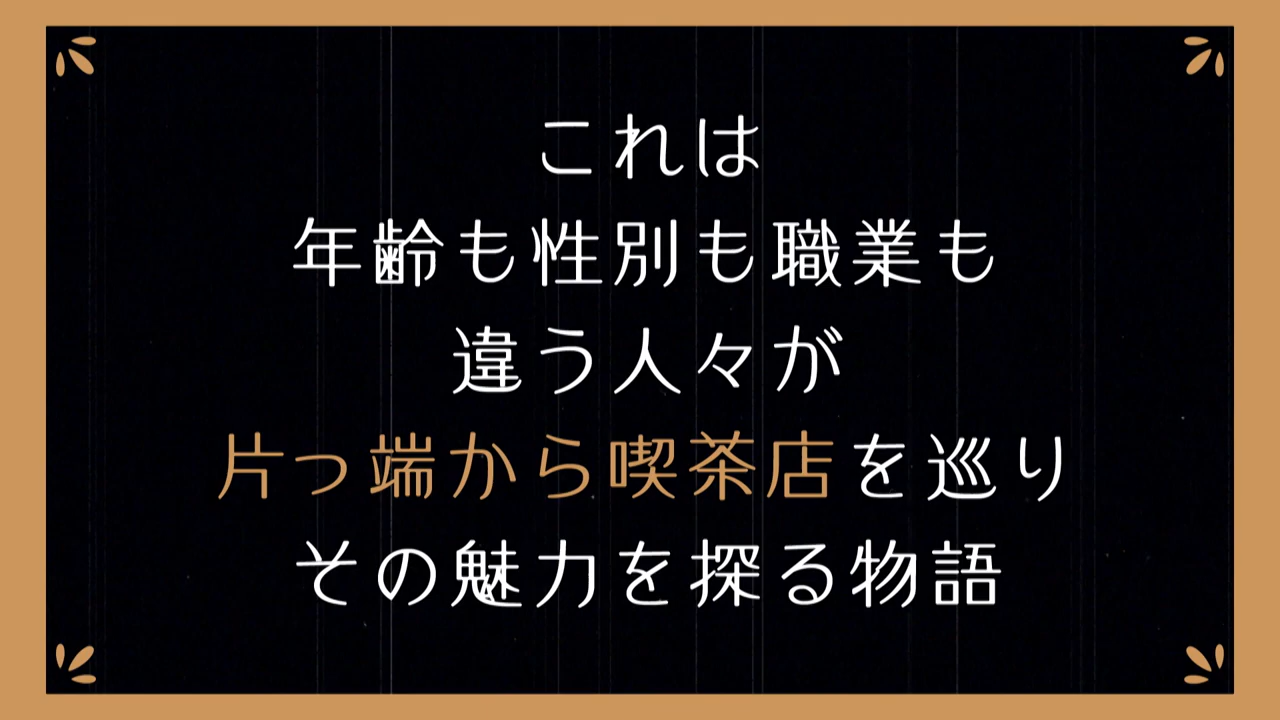 これは
年齢も性別も職業も
違う人々が
片っ端から喫茶店を巡り
その魅力を探る物語